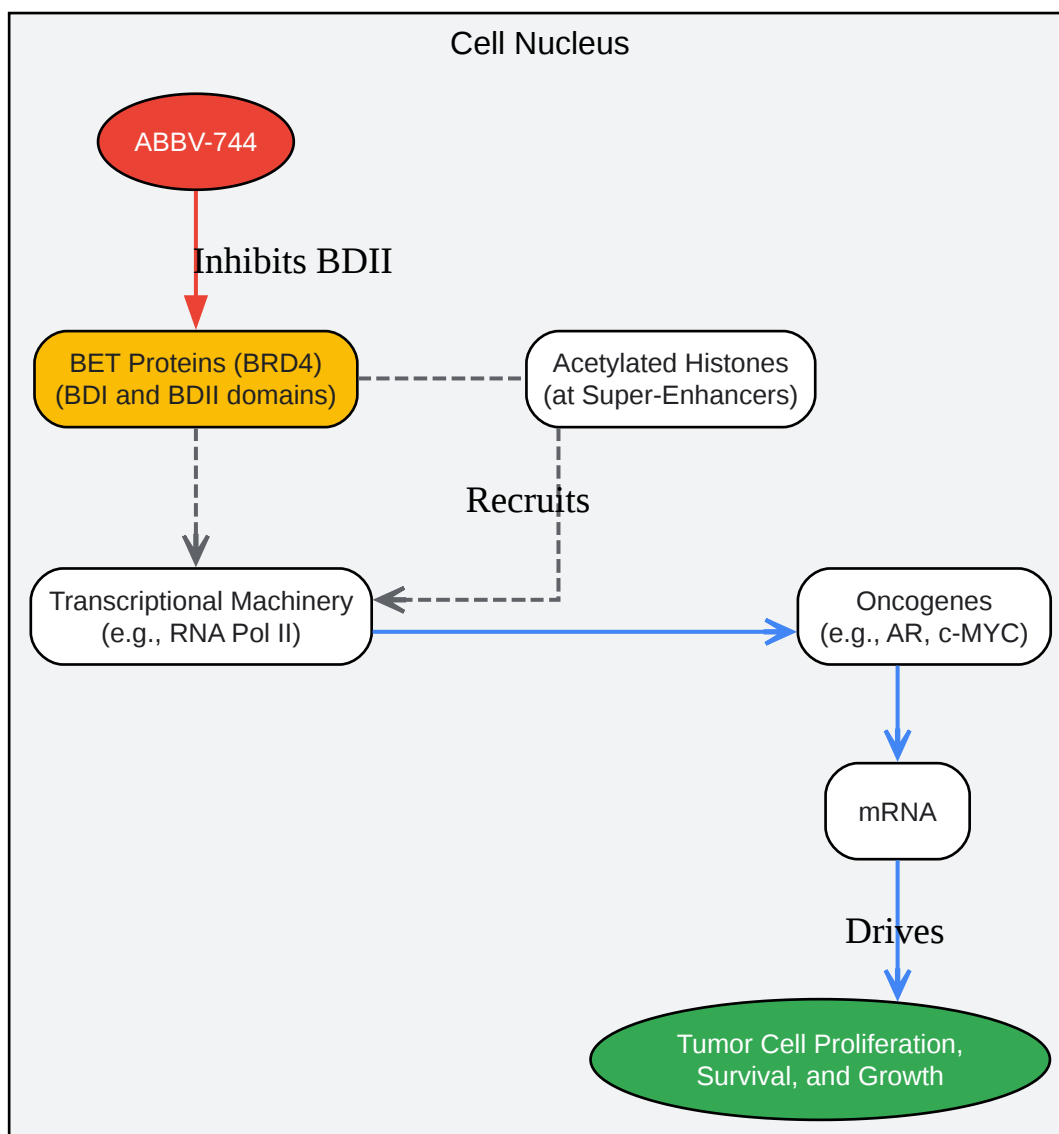 Cell Nucleus
ABBV-744
Inhibits BDII
BET Proteins (BRD4)
(BDI and BDII domains)
Acetylated Histones
(at Super-Enhancers)
Recruits
Transcriptional Machinery
(e.g., RNA Pol II)
Oncogenes
(e.g., AR, c-MYC)
mRNA
Drives
Tumor Cell Proliferation,
Survival, and Growth